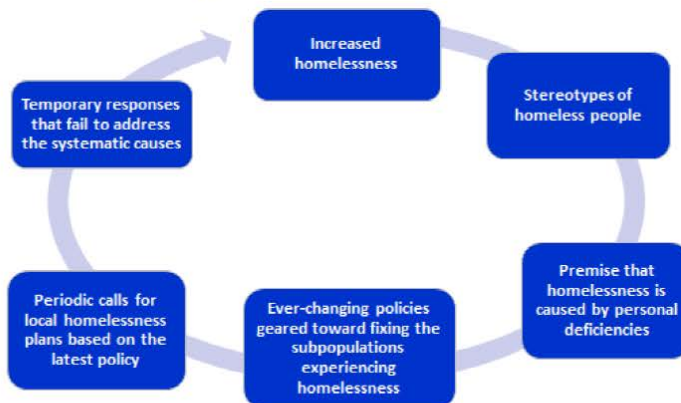 Increased
homelessness
Stereotypes of
homeless people
Premise that
homelessness is
caused by personal
deficiencies
Ever-changing policies
geared toward fixing the
subpopulations
experiencing
homelessness
Periodic calls for
local homelessness
plans based on the
latest policy
Temporary responses
that fail to address
the systematic causes